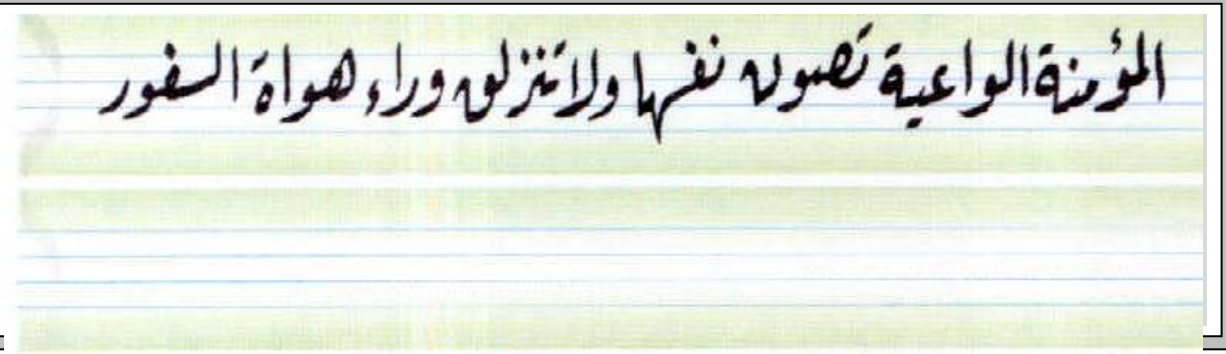 المؤمنة الواعية تصون نفسها ولا تنزلق وراء هواة السفور